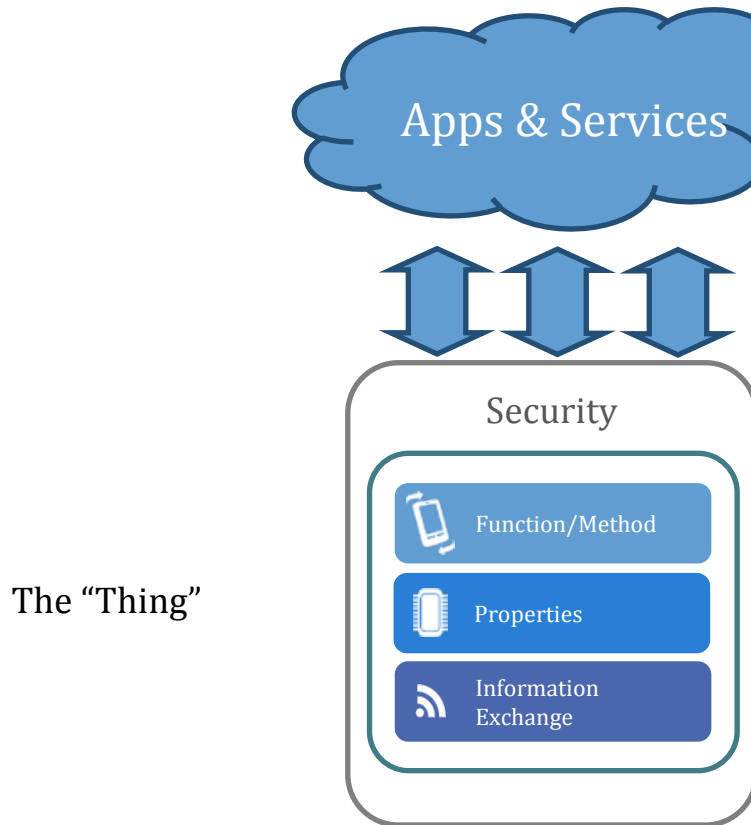 Apps & Services
Security
Function/Method
The “Thing”
Properties
Information
Exchange